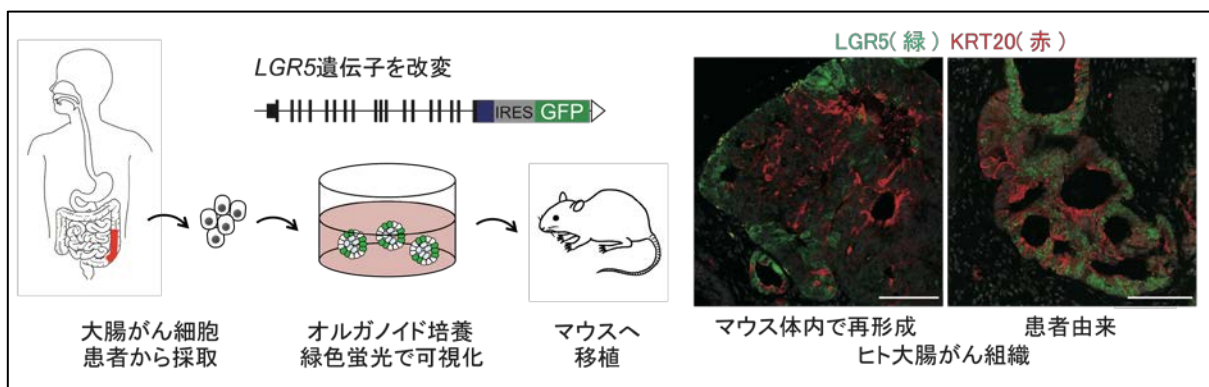 LGR5遺伝子を改変
IRES GFP
大腸がん細胞
患者から採取
オルガノイド培養
緑色蛍光で可視化
マウスへ
移植
LGR5(緑) KRT20(赤)
マウス体内で再形成
患者由来
ヒト大腸がん組織